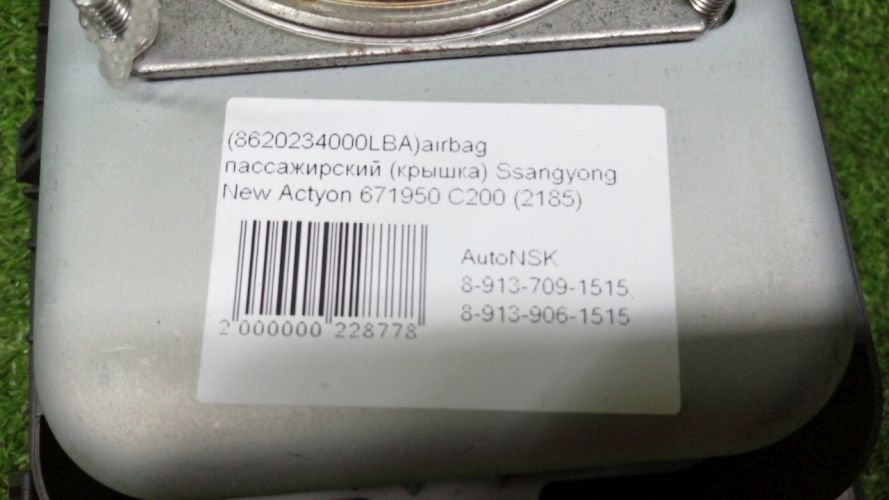 (8620234000LBA)airbag
пассажирский (крышка) Ssangyong
New Actyon 671950 C200 (2185)
AutoNSK
8-913-709-1515,
8-913-906-1515
2 000000 228778